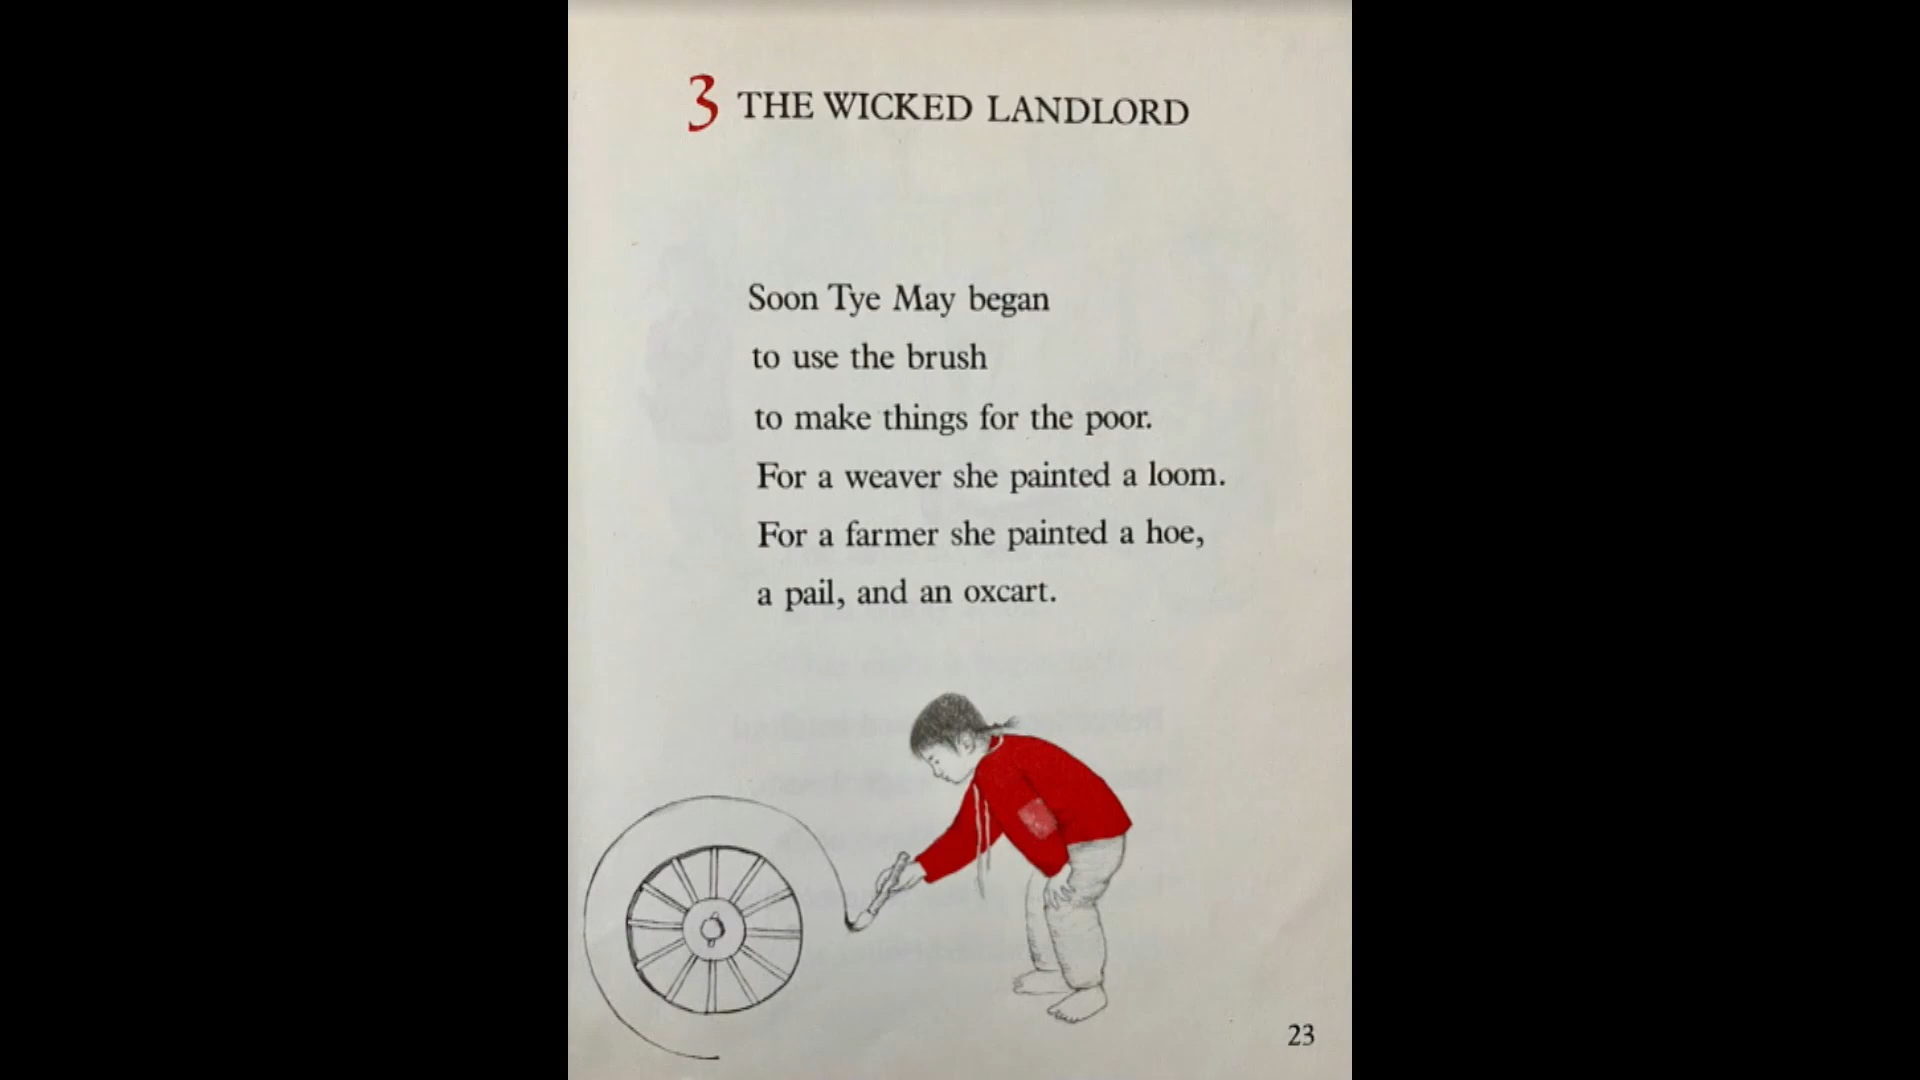 3 THE WICKED LANDLORD
Soon Tye May began
to use the brush
to make things for the poor.
For a weaver she painted a loom.
For a farmer she painted a hoe,
a pail, and an oxcart.
23